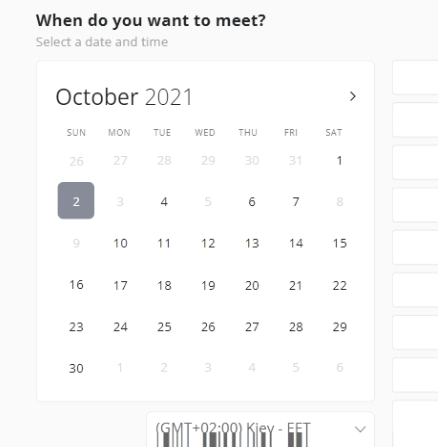 When do you want to meet?
Select a date and time
October 2021
SUN MON TUE WED THU FRI SAT
26 27 28 29 30 31 1
2 3 4 5 6 7 8
9 10 11 12 13 14 15
16 17 18 19 20 21 22
23 24 25 26 27 28 29
30 1 2 3 4 5 6
(GMT+02:00) Kiev - EET